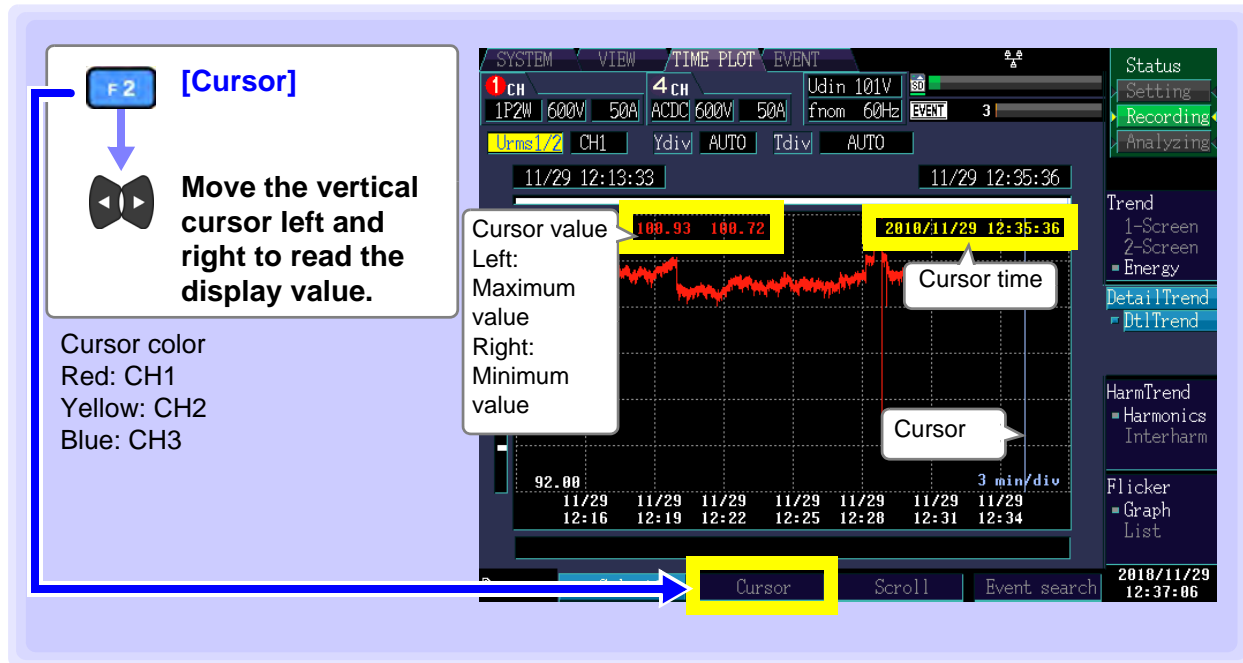 F 2
[Cursor]
Move the vertical
cursor left and
right to read the
display value.
Cursor color
Red: CH1
Yellow: CH2
Blue: CH3
SYSTEM VIEW TIME PLOT EVENT
1 CH 4 CH Udin 101V SD
1P2W 600V 50A ACDC 600V 50A fnom 60Hz EVENT 3
Urms1/2 CH1 Ydiv AUTO Tdiv AUTO
11/29 12:13:33 11/29 12:35:36
Cursor value
Left:
Maximum
value
Right:
Minimum
value
100.93 100.72 2010/11/29 12:35:36
Cursor time
Cursor
92.00 3 min/div
11/29 11/29 11/29 11/29 11/29 11/29 11/29
12:16 12:19 12:22 12:25 12:28 12:31 12:34
Cursor Scroll Event search
Status
Setting
Recording
Analyzing
Trend
1-Screen
2-Screen
Energy
DetailTrend
DtlTrend
HarmTrend
Harmonics
Interharm
Flicker
Graph
List
2018/11/29
12:37:06